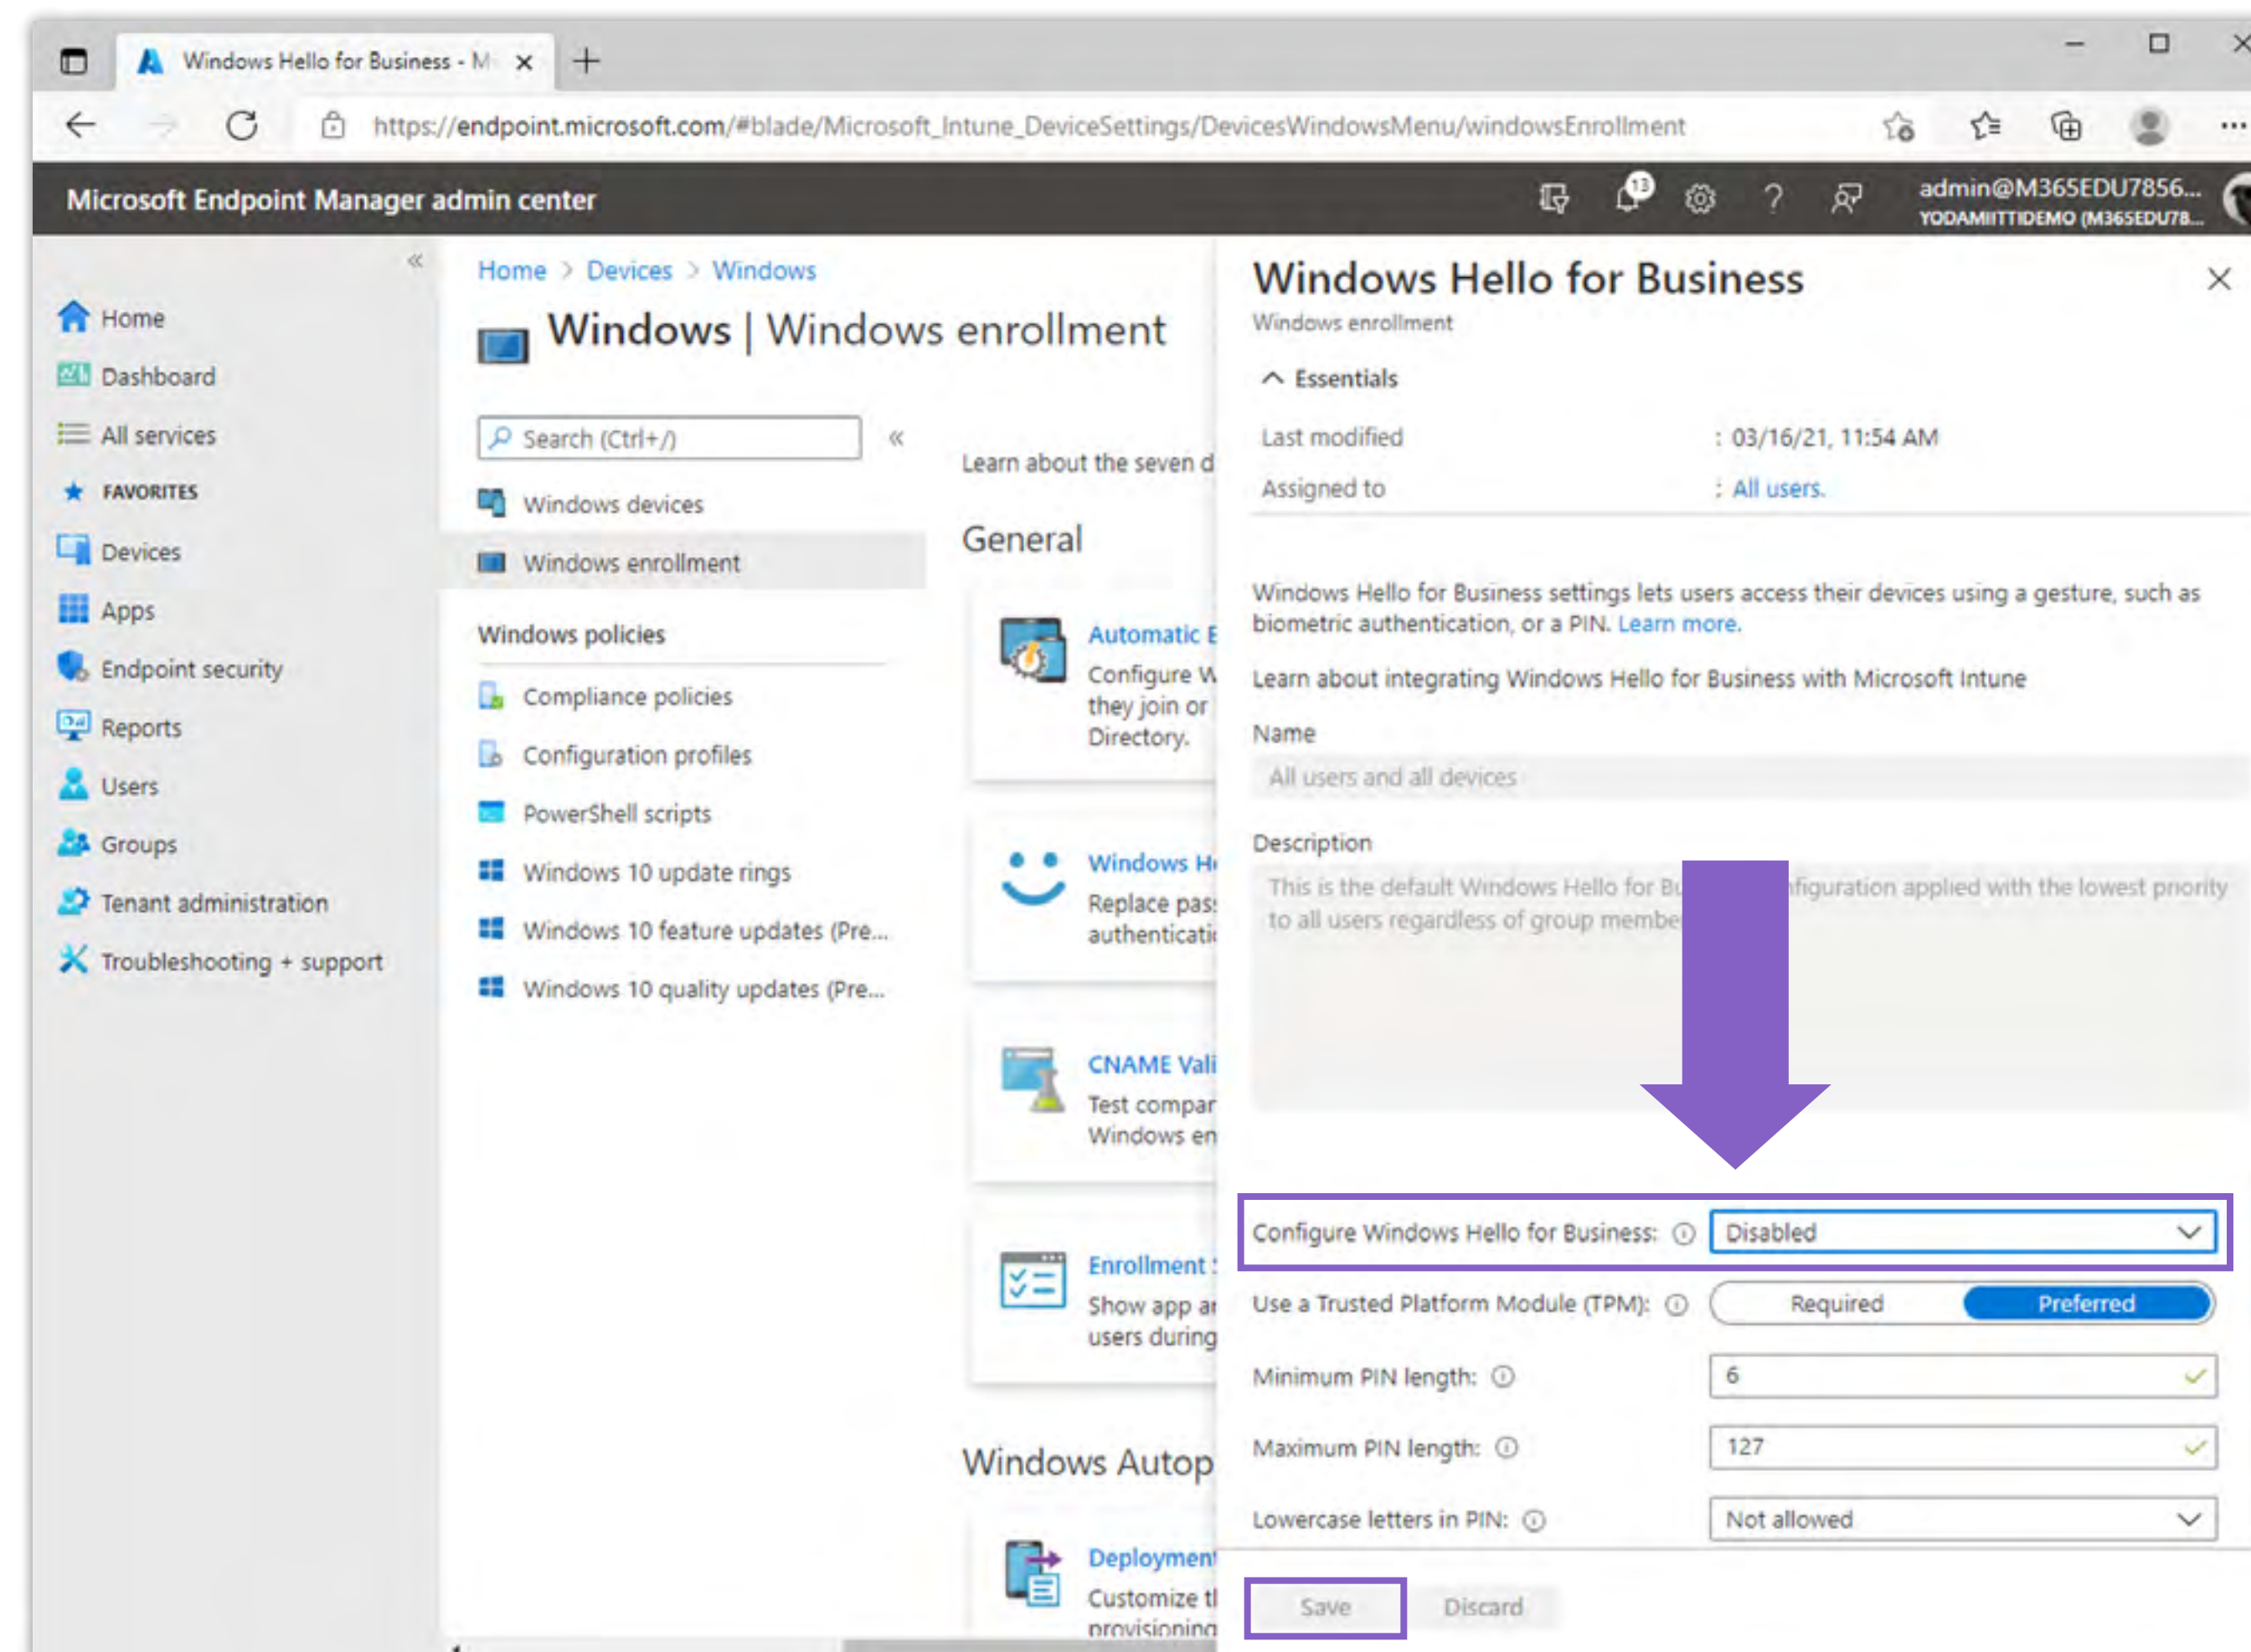 Windows Hello for Business - M
https://endpoint.microsoft.com/#blade/Microsoft_Intune_DeviceSettings/DevicesWindowsMenu/windowsEnrollment
Microsoft Endpoint Manager admin center
13
?
admin@M365EDU7856...
YODAMIITTIDEMO (M365EDU78...
Home
Dashboard
All services
FAVORITES
Devices
Apps
Endpoint security
Reports
Users
Groups
Tenant administration
Troubleshooting + support
Home > Devices > Windows
Windows | Windows enrollment
Search (Ctrl+/)
Windows devices
Windows enrollment
Windows policies
Compliance policies
Configuration profiles
PowerShell scripts
Windows 10 update rings
Windows 10 feature updates (Pre...
Windows 10 quality updates (Pre...
Learn about the seven d
General
Automatic E
Configure W
they join or
Directory.
Windows He
Replace pass
authenticatio
CNAME Vali
Test compar
Windows en
Enrollment S
Show app an
users during
Windows Autop
Deployment
Customize th
provisioning
Windows Hello for Business
Windows enrollment
Essentials
Last modified : 03/16/21, 11:54 AM
Assigned to : All users.
Windows Hello for Business settings lets users access their devices using a gesture, such as
biometric authentication, or a PIN. Learn more.
Learn about integrating Windows Hello for Business with Microsoft Intune
Name
All users and all devices
Description
This is the default Windows Hello for Bu figuration applied with the lowest priority
to all users regardless of group membe
Configure Windows Hello for Business: Disabled
Use a Trusted Platform Module (TPM): Required Preferred
Minimum PIN length: 6
Maximum PIN length: 127
Lowercase letters in PIN: Not allowed
Save Discard